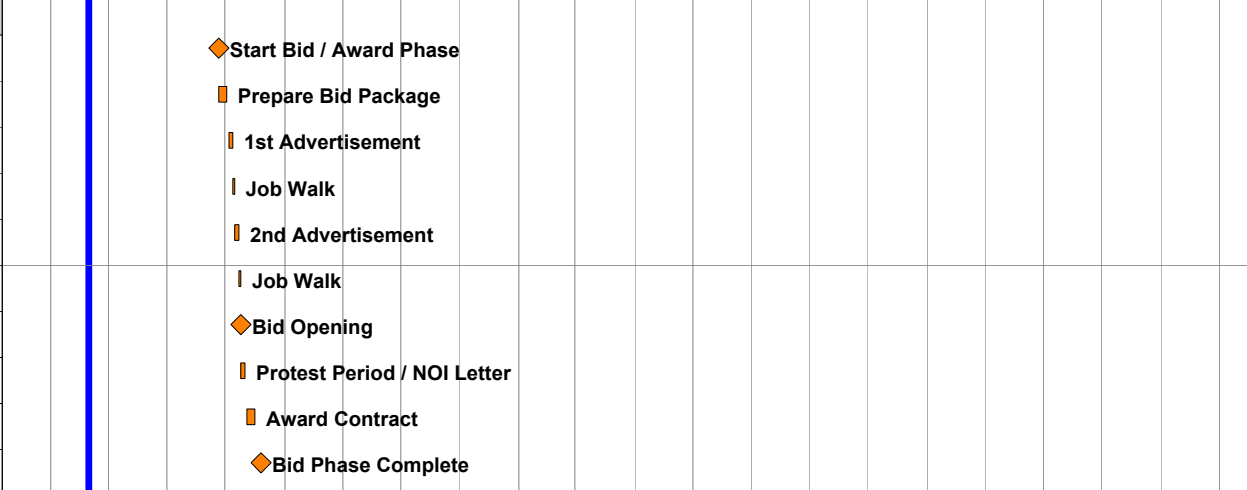 Start Bid / Award Phase
Prepare Bid Package
1st Advertisement
Job Walk
2nd Advertisement
Job Walk
Bid Opening
Protest Period / NOI Letter
Award Contract
Bid Phase Complete